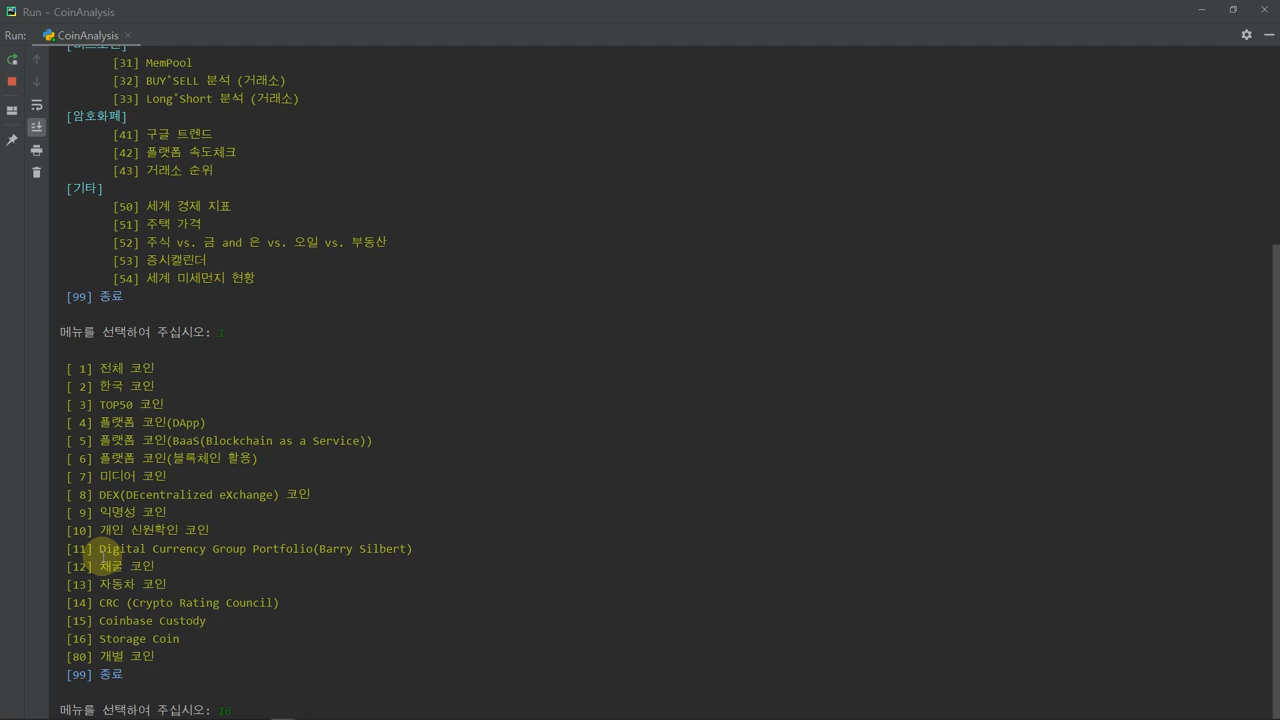 Run - CoinAnalysis
Run: CoinAnalysis
[31] MemPool
[32] BUY˚SELL 분석 (거래소)
[33] Long˚Short 분석 (거래소)
[암호화폐]
[41] 구글 트렌드
[42] 플랫폼 속도체크
[43] 거래소 순위
[기타]
[50] 세계 경제 지표
[51] 주택 가격
[52] 주식 vs. 금 and 은 vs. 오일 vs. 부동산
[53] 증시캘린더
[54] 세계 미세먼지 현황
[99] 종료
메뉴를 선택하여 주십시오: 1
[ 1] 전체 코인
[ 2] 한국 코인
[ 3] TOP50 코인
[ 4] 플랫폼 코인(DApp)
[ 5] 플랫폼 코인(BaaS(Blockchain as a Service))
[ 6] 플랫폼 코인(블록체인 활용)
[ 7] 미디어 코인
[ 8] DEX(DEcentralized eXchange) 코인
[ 9] 익명성 코인
[10] 개인 신원확인 코인
[11] Digital Currency Group Portfolio(Barry Silbert)
[12] 채굴 코인
[13] 자동차 코인
[14] CRC (Crypto Rating Council)
[15] Coinbase Custody
[16] Storage Coin
[80] 개별 코인
[99] 종료
메뉴를 선택하여 주십시오: 16